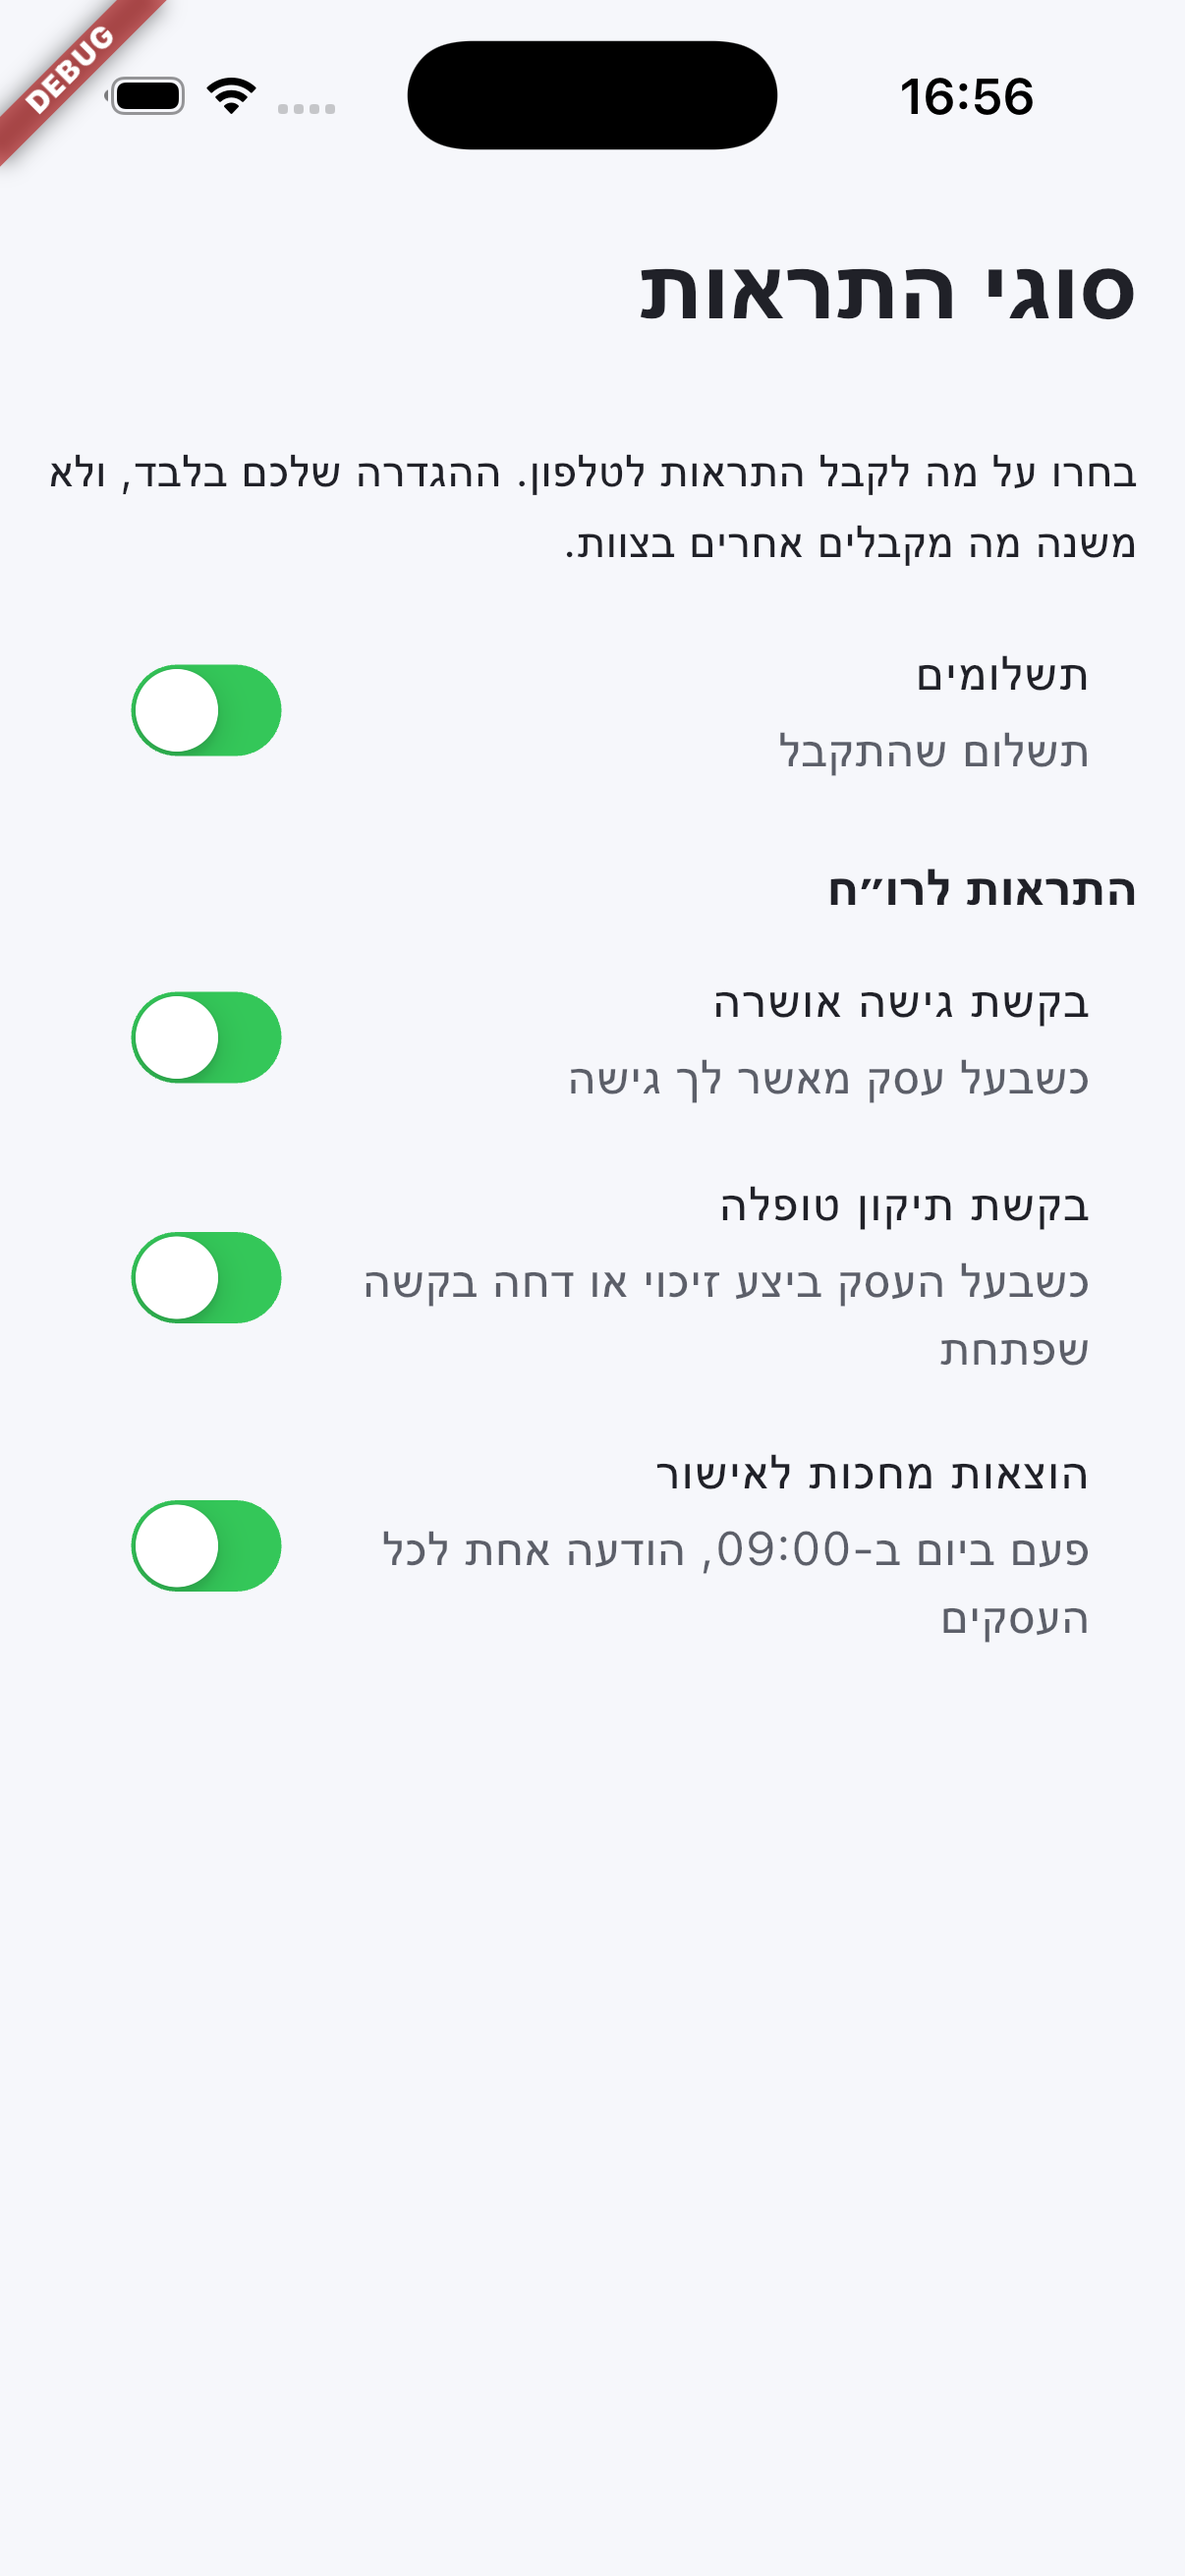 DEBUG
16:56
סוגי התראות
בחרו על מה לקבל התראות לטלפון. ההגדרה שלכם בלבד, ולא
משנה מה מקבלים אחרים בצוות.
תשלומים
תשלום שהתקבל
התראות לרו״ח
בקשת גישה אושרה
כשבעל עסק מאשר לך גישה
בקשת תיקון טופלה
כשבעל העסק ביצע זיכוי או דחה בקשה
שפתחת
הוצאות מחכות לאישור
פעם ביום ב-09:00, הודעה אחת לכל
העסקים